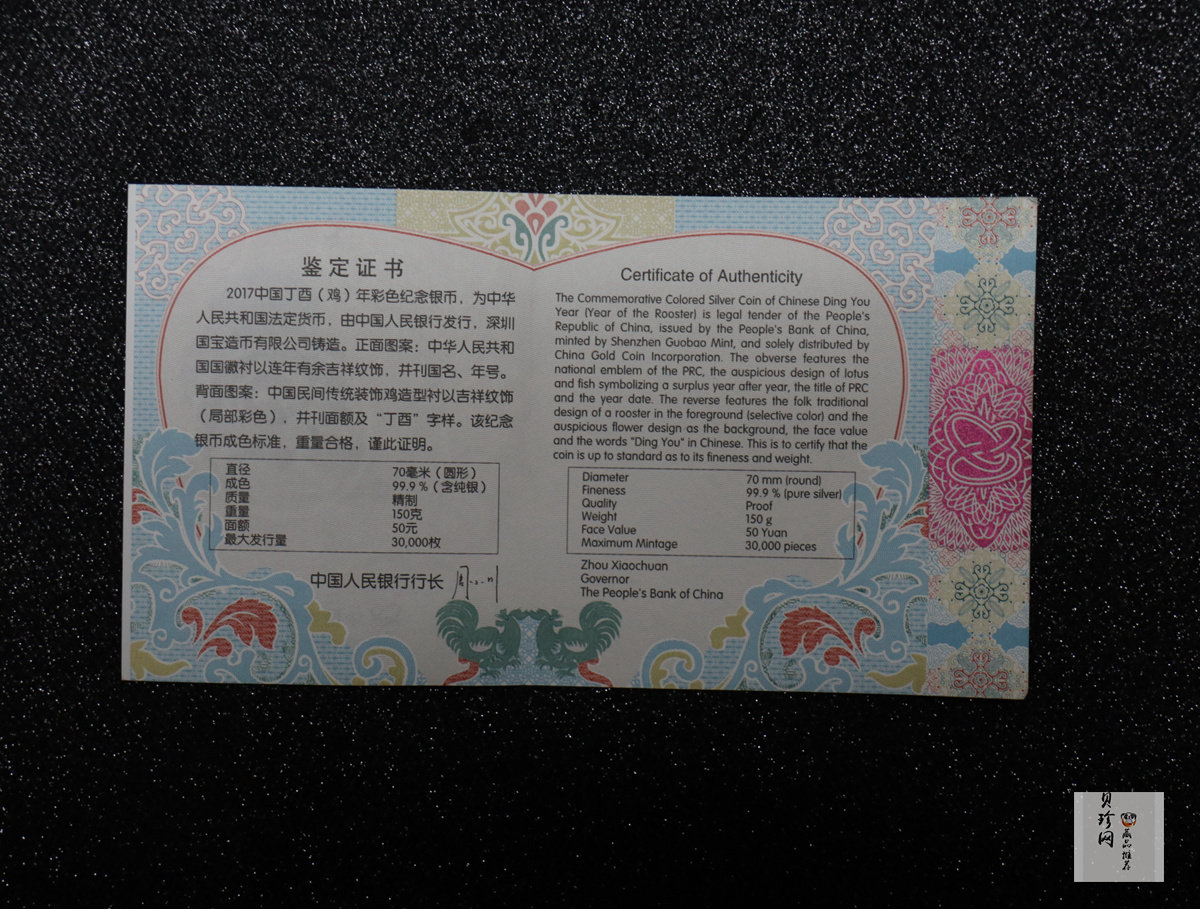 鉴定证书
2017中国丁酉（鸡）年彩色纪念银币，为中华
人民共和国法定货币，由中国人民银行发行，深圳
国宝造币有限公司铸造。正面图案：中华人民共和
国国徽衬以连年有余吉祥纹饰，并刊国名、年号。
背面图案：中国民间传统装饰鸡造型衬以吉祥纹饰
（局部彩色），并刊面额及“丁酉”字样。该纪念
银币成色标准，重量合格，谨此证明。
直径 70毫米（圆形）
成色 99.9％（含纯银）
质量 精制
重量 150克
面额 50元
最大发行量 30,000枚
中国人民银行行长
Certificate of Authenticity
The Commemorative Colored Silver Coin of Chinese Ding You
Year (Year of the Rooster) is legal tender of the People's
Republic of China, issued by the People's Bank of China,
minted by Shenzhen Guobao Mint, and solely distributed by
China Gold Coin Incorporation. The obverse features the
national emblem of the PRC, the auspicious design of lotus
and fish symbolizing a surplus year after year, the title of PRC
and the year date. The reverse features the folk traditional
design of a rooster in the foreground (selective color) and the
auspicious flower design as the background, the face value
and the words "Ding You" in Chinese. This is to certify that the
coin is up to standard as to its fineness and weight.
Diameter 70 mm (round)
Fineness 99.9 % (pure silver)
Quality Proof
Weight 150 g
Face Value 50 Yuan
Maximum Mintage 30,000 pieces
Zhou Xiaochuan
Governor
The People's Bank of China
贝珍网
藏品推荐